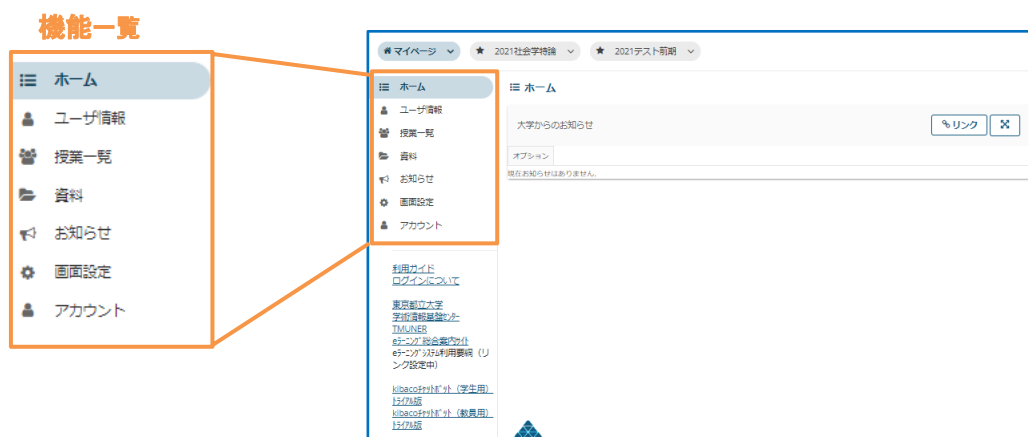 機能一覧
ホーム
ユーザ情報
授業一覧
資料
お知らせ
画面設定
アカウント
マイページ
2021社会学特論
2021テスト前期
ホーム
ユーザ情報
授業一覧
資料
お知らせ
画面設定
アカウント
利用ガイド
ログインについて
東京都立大学
学術情報基盤ｾﾝﾀｰ
TMUNER
eﾗｰﾆﾝｸﾞ総合案内ｻｲﾄ
eﾗｰﾆﾝｸﾞｼｽﾃﾑ利用要綱（リ
ンク設定中）
kibacoﾁｬｯﾄﾎﾞｯﾄ（学生用）
ﾄﾗｲｱﾙ版
kibacoﾁｬｯﾄﾎﾞｯﾄ（教員用）
ﾄﾗｲｱﾙ版
ホーム
大学からのお知らせ
リンク
オプション
現在お知らせはありません。